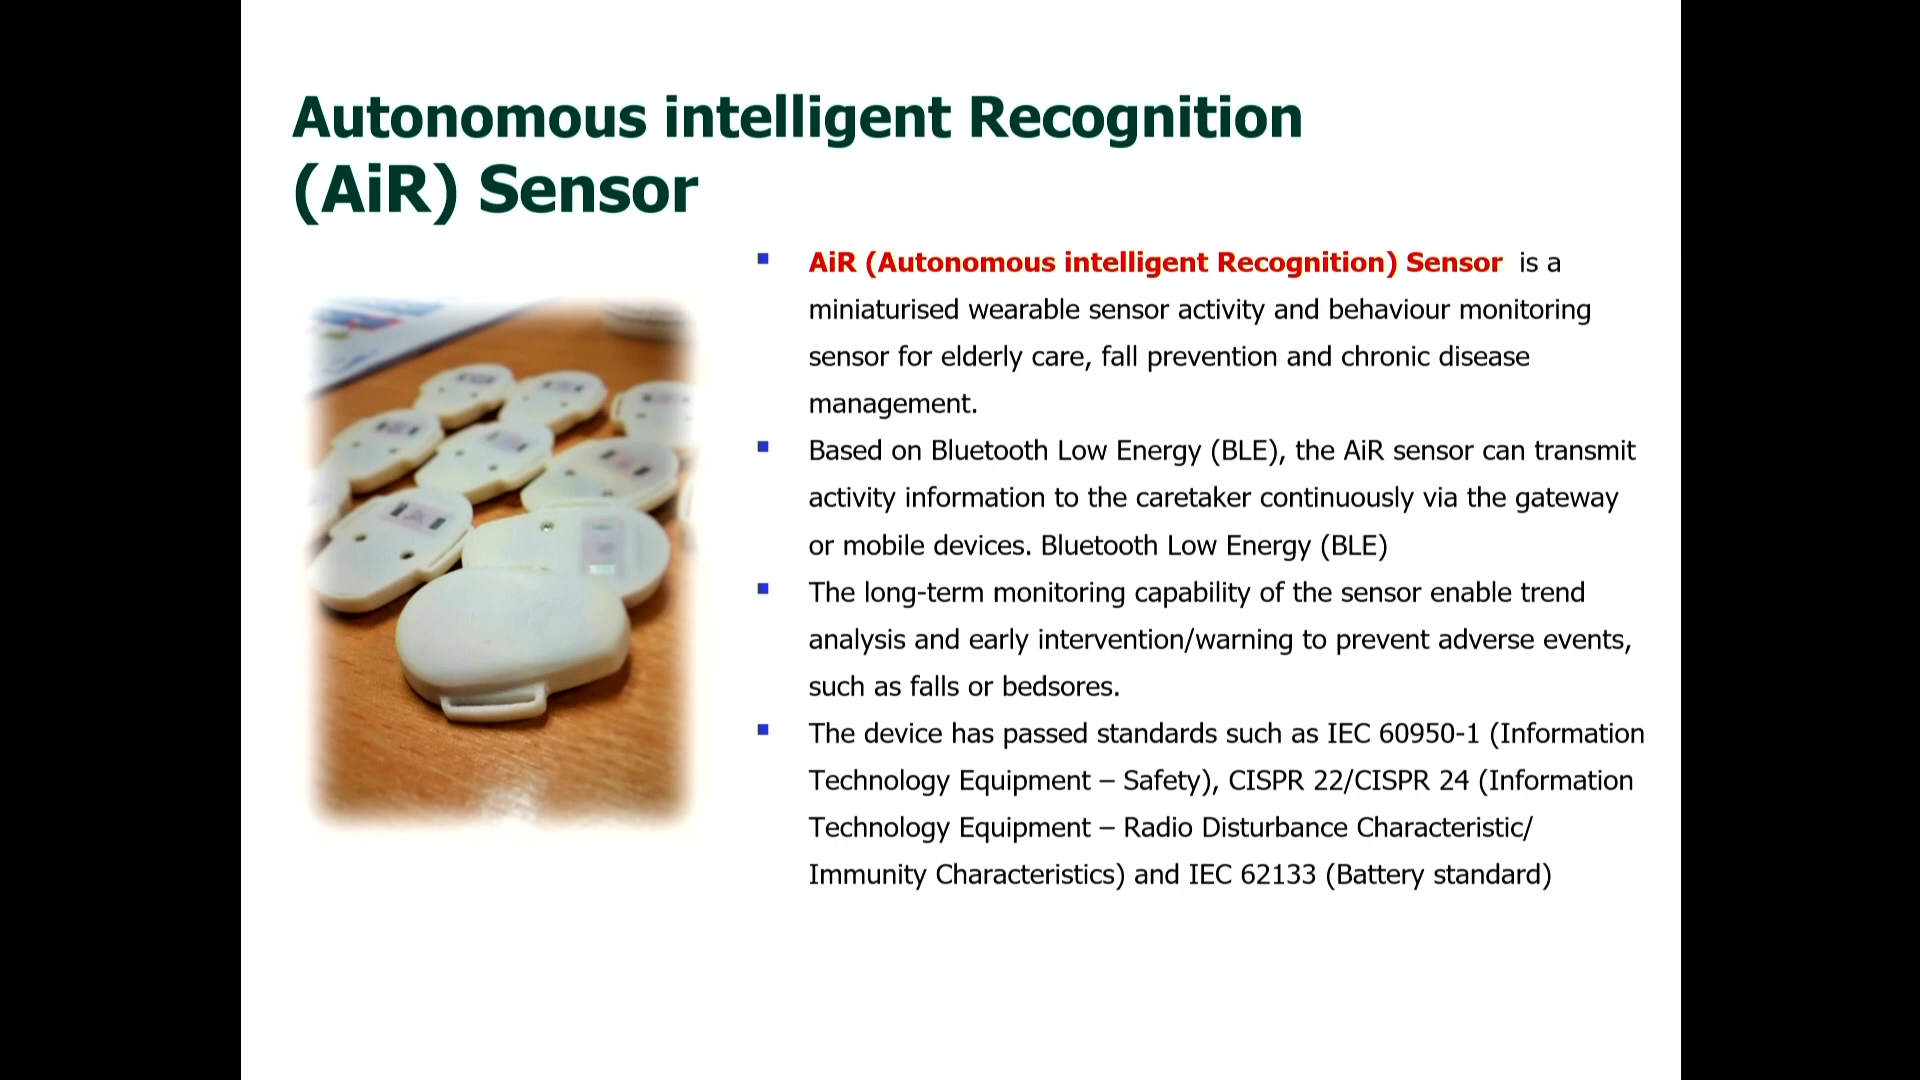 Autonomous intelligent Recognition
(AiR) Sensor
AiR (Autonomous intelligent Recognition) Sensor is a
miniaturised wearable sensor activity and behaviour monitoring
sensor for elderly care, fall prevention and chronic disease
management.
Based on Bluetooth Low Energy (BLE), the AiR sensor can transmit
activity information to the caretaker continuously via the gateway
or mobile devices. Bluetooth Low Energy (BLE)
The long-term monitoring capability of the sensor enable trend
analysis and early intervention/warning to prevent adverse events,
such as falls or bedsores.
The device has passed standards such as IEC 60950-1 (Information
Technology Equipment – Safety), CISPR 22/CISPR 24 (Information
Technology Equipment – Radio Disturbance Characteristic/
Immunity Characteristics) and IEC 62133 (Battery standard)